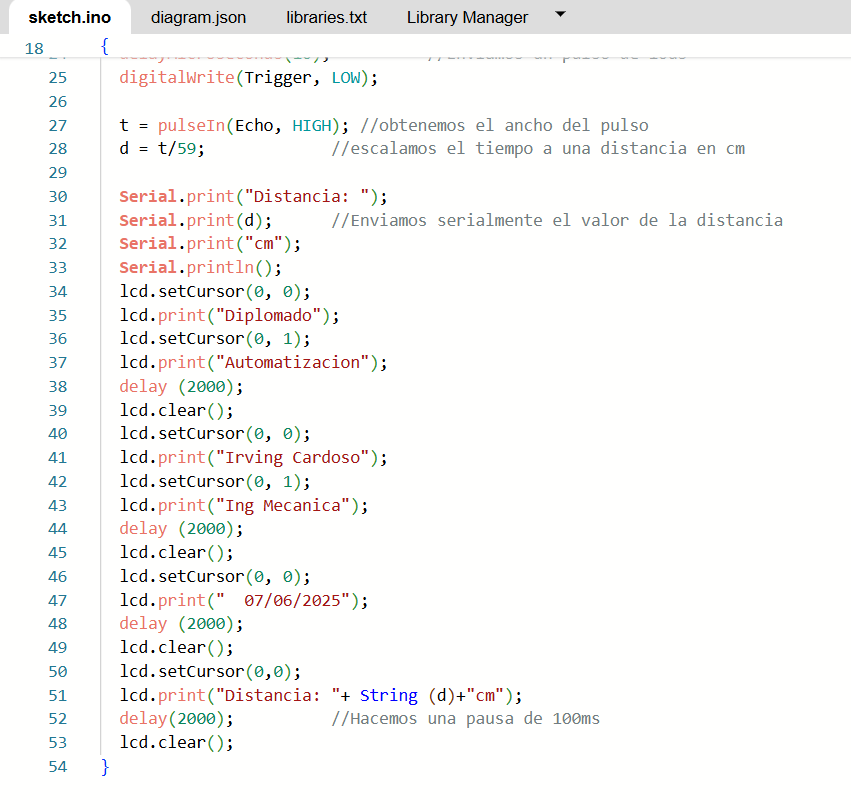 sketch.ino diagram.json libraries.txt Library Manager
18 {
25 digitalWrite(Trigger, LOW);
26
27 t = pulseIn(Echo, HIGH); //obtenemos el ancho del pulso
28 d = t/59; //escalamos el tiempo a una distancia en cm
29
30 Serial.print("Distancia: ");
31 Serial.print(d); //Enviamos serialmente el valor de la distancia
32 Serial.print("cm");
33 Serial.println();
34 lcd.setCursor(0, 0);
35 lcd.print("Diplomado");
36 lcd.setCursor(0, 1);
37 lcd.print("Automatizacion");
38 delay (2000);
39 lcd.clear();
40 lcd.setCursor(0, 0);
41 lcd.print("Irving Cardoso");
42 lcd.setCursor(0, 1);
43 lcd.print("Ing Mecanica");
44 delay (2000);
45 lcd.clear();
46 lcd.setCursor(0, 0);
47 lcd.print("  07/06/2025");
48 delay (2000);
49 lcd.clear();
50 lcd.setCursor(0,0);
51 lcd.print("Distancia: "+ String (d)+"cm");
52 delay(2000); //Hacemos una pausa de 100ms
53 lcd.clear();
54 }